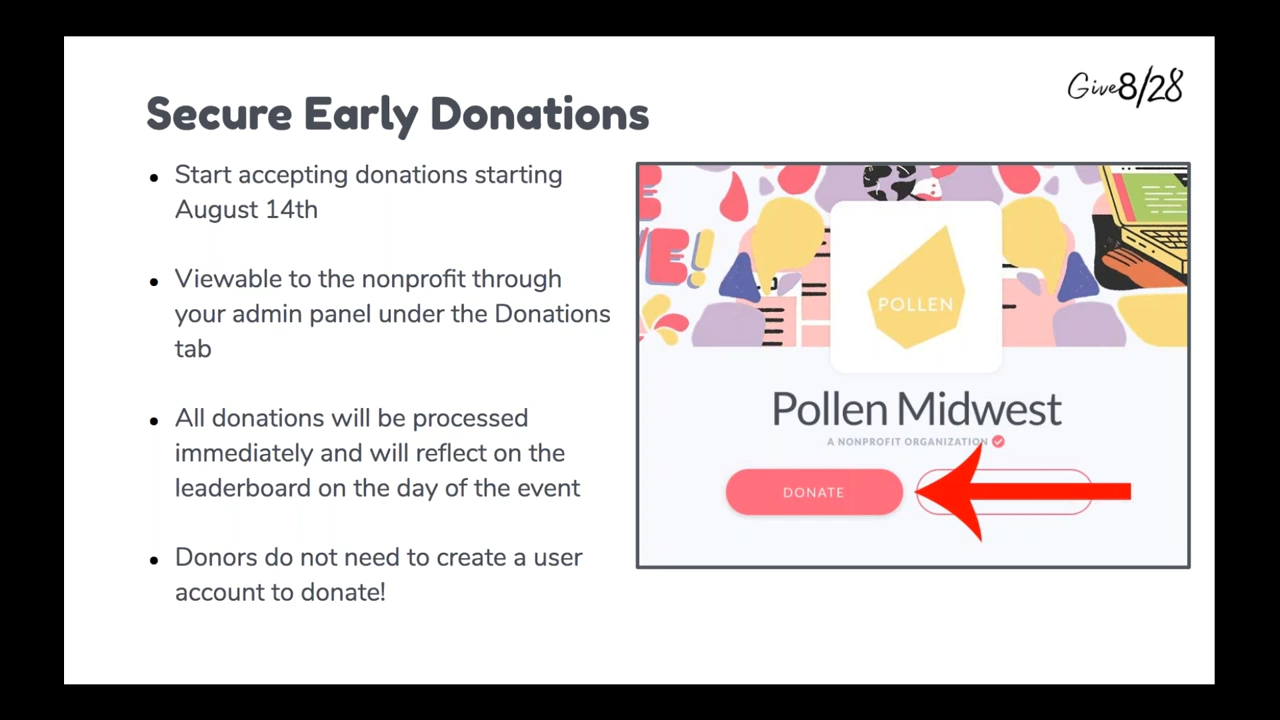 Give8/28
Secure Early Donations
• Start accepting donations starting
August 14th
• Viewable to the nonprofit through
your admin panel under the Donations
tab
• All donations will be processed
immediately and will reflect on the
leaderboard on the day of the event
• Donors do not need to create a user
account to donate!
POLLEN
Pollen Midwest
A NONPROFIT ORGANIZATION
DONATE